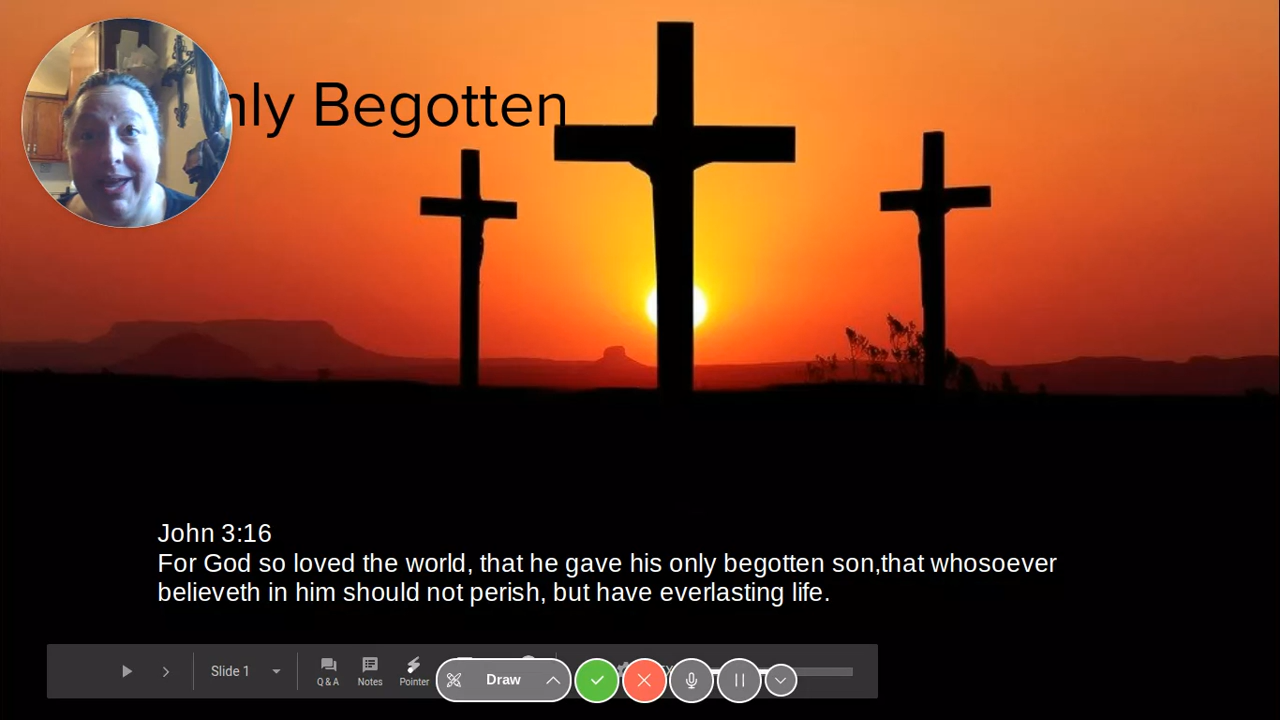 nly Begotten
John 3:16
For God so loved the world, that he gave his only begotten son,that whosoever
believeth in him should not perish, but have everlasting life.
Slide 1
Q & A
Notes
Pointer
Draw